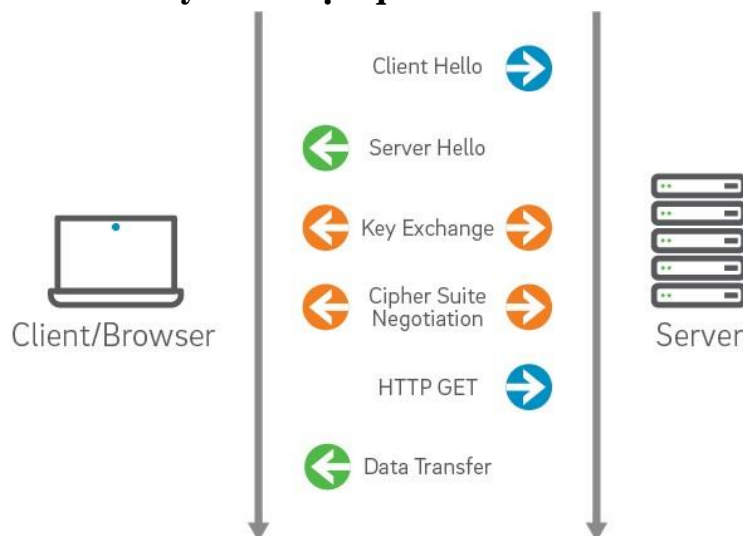 Client Hello
Server Hello
Key Exchange
Cipher Suite
Negotiation
HTTP GET
Data Transfer
Client/Browser
Server